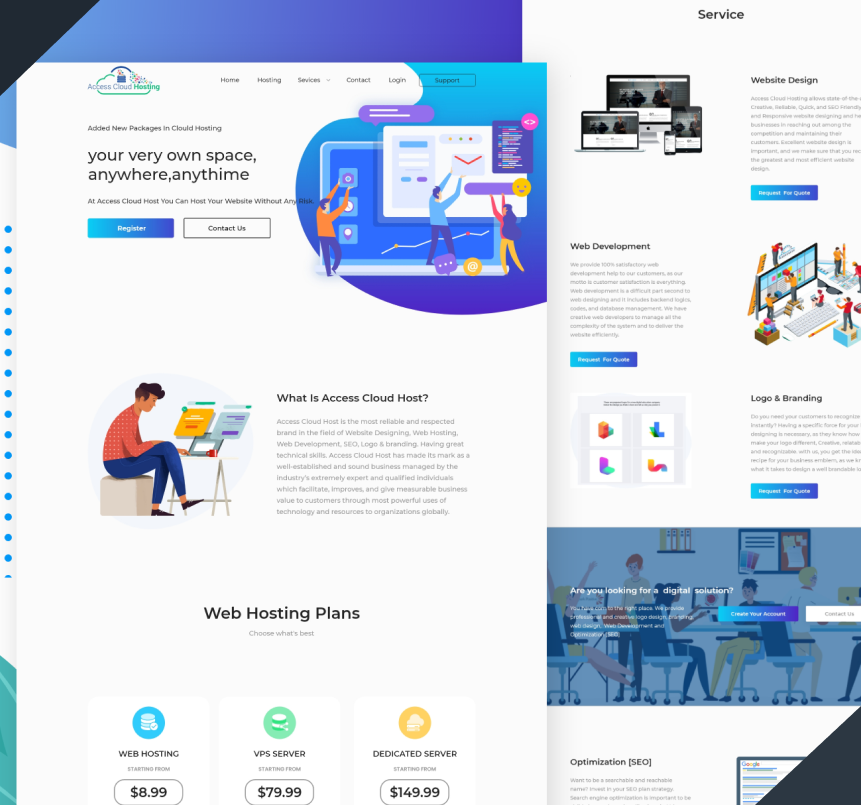 Access Cloud Hosting
Home Hosting Sevices Contact Login Support
Added New Packages In Clould Hosting
your very own space,
anywhere,anythime
At Access Cloud Host You Can Host Your Website Without Any Risk.
Register Contact Us
What Is Access Cloud Host?
Access Cloud Host is the most reliable and respected
brand in the field of Website Designing, Web Hosting,
Web Development, SEO, Logo & branding. Having great
technical skills. Access Cloud Host has made its mark as a
well-established and sound business managed by the
industry's extremely expert and qualified individuals
which facilitate, improves, and give measurable business
value to customers through most powerful uses of
technology and resources to organizations globally.
Web Hosting Plans
Choose what's best
WEB HOSTING
STARTING FROM
$8.99
VPS SERVER
STARTING FROM
$79.99
DEDICATED SERVER
STARTING FROM
$149.99
Service
Website Design
Access Cloud Hosting allows state-of-the
Creative, Reliable, Quick, and SEO Friendly
and Responsive website designing and
businesses in reaching out among the
competition and maintaining their
customers. Excellent website design is
important, and we make sure that you
the greatest and most efficient website
design.
Request For Quote
Web Development
We provide 100% satisfactory web
development help to our customers, as our
motto is customer satisfaction is everything.
Web development is a difficult part second to
web designing and it includes backend logics,
codes, and database management. We have
creative web developers to manage all the
complexity of the system and to deliver the
website efficiently.
Request For Quote
Logo & Branding
Do you need your customers to recognize
instantly? Having a specific force for your
designing is necessary, as they know how
make your logo different, Creative,
and recognizable. with us, you get the
recipe for your business emblem, as we
what it takes to design a well brandable
Request For Quote
Are you looking for a digital solution?
You have com to the right place. We provide
professional and creative logo design, Branding,
web design, Web Development and
Optimization [SEO]
Create Your Account Contact Us
Optimization [SEO]
Want to be a searchable and reachable
name? Invest in your SEO plan strategy
Search engine optimization is important to be
Google